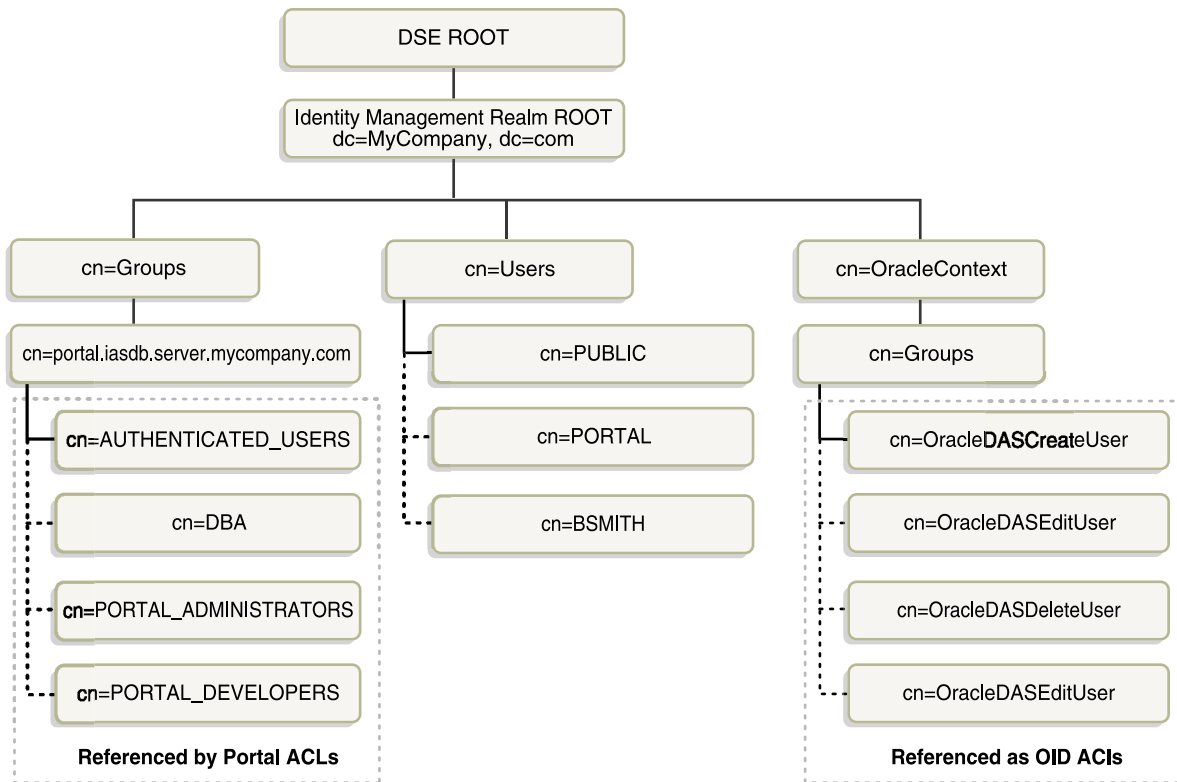 DSE ROOT
Identity Management Realm ROOT
dc=MyCompany, dc=com
cn=Groups
cn=Users
cn=OracleContext
cn=portal.iasdb.server.mycompany.com
cn=PUBLIC
cn=Groups
cn=AUTHENTICATED_USERS
cn=PORTAL
cn=OracleDASCreateUser
cn=DBA
cn=BSMITH
cn=OracleDASEditUser
cn=PORTAL_ADMINISTRATORS
cn=OracleDASDeleteUser
cn=PORTAL_DEVELOPERS
cn=OracleDASEditUser
Referenced by Portal ACLs
Referenced as OID ACIs